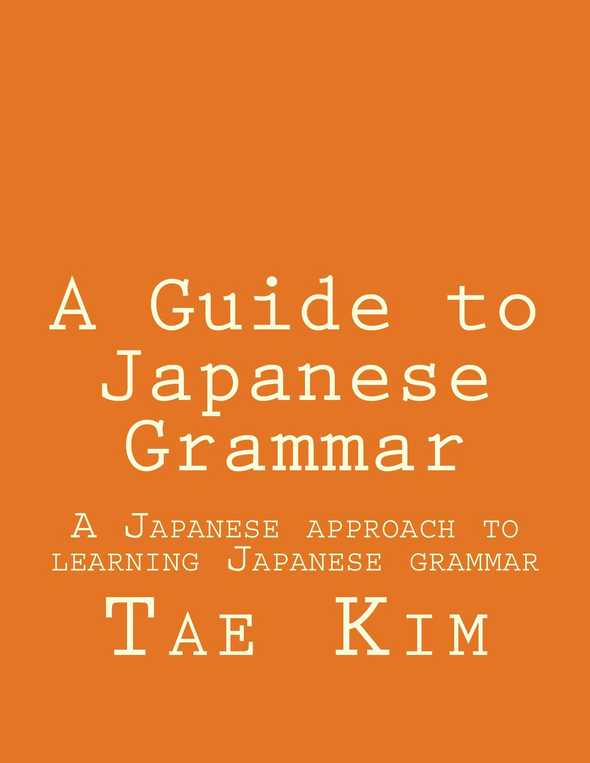 A Guide to
Japanese
Grammar
A Japanese approach to
learning Japanese grammar
Tae Kim